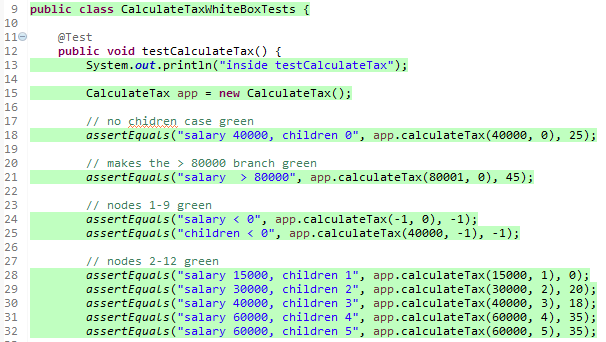 9 public class CalculateTaxWhiteBoxTests {
10
11 @Test
12 public void testCalculateTax() {
13 System.out.println("inside testCalculateTax");
14
15 CalculateTax app = new CalculateTax();
16
17 // no chidren case green
18 assertEquals("salary 40000, children 0", app.calculateTax(40000, 0), 25);
19
20 // makes the > 80000 branch green
21 assertEquals("salary  > 80000", app.calculateTax(80001, 0), 45);
22
23 // nodes 1-9 green
24 assertEquals("salary < 0", app.calculateTax(-1, 0), -1);
25 assertEquals("children < 0", app.calculateTax(40000, -1), -1);
26
27 // nodes 2-12 green
28 assertEquals("salary 15000, children 1", app.calculateTax(15000, 1), 0);
29 assertEquals("salary 30000, children 2", app.calculateTax(30000, 2), 20);
30 assertEquals("salary 40000, children 3", app.calculateTax(40000, 3), 18);
31 assertEquals("salary 60000, children 4", app.calculateTax(60000, 4), 35);
32 assertEquals("salary 60000, children 5", app.calculateTax(60000, 5), 35);